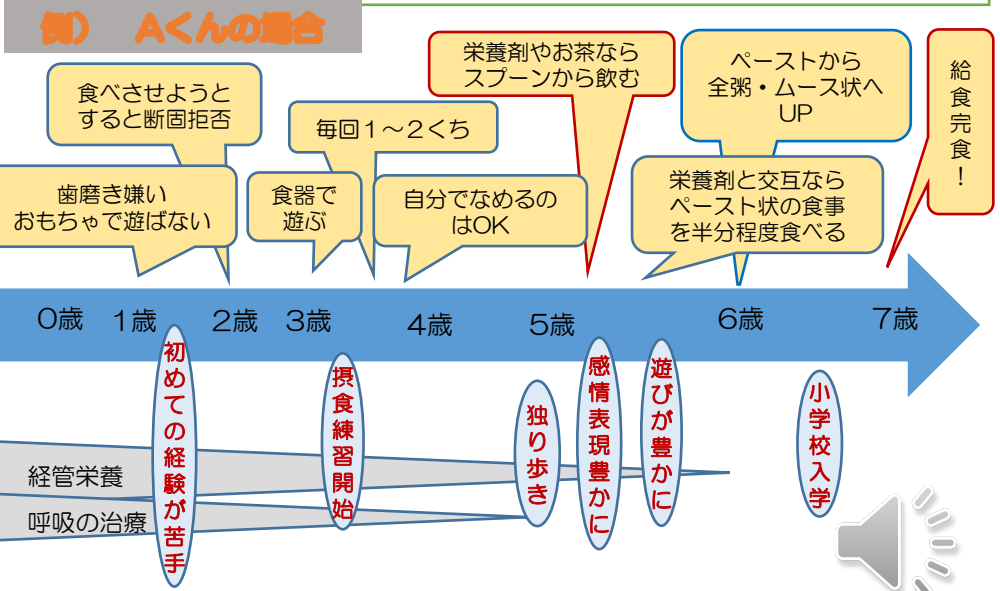 例） Aくんの場合
食べさせようと
すると断固拒否
歯磨き嫌い
おもちゃで遊ばない
毎回１～２くち
食器で
遊ぶ
自分でなめるの
はOK
栄養剤やお茶なら
スプーンから飲む
ペーストから
全粥・ムース状へ
UP
栄養剤と交互なら
ペースト状の食事
を半分程度食べる
給食完食！
0歳
1歳
2歳
3歳
4歳
5歳
6歳
7歳
初めての経験が苦手
摂食練習開始
独り歩き
感情表現豊かに
遊びが豊かに
小学校入学
経管栄養
呼吸の治療